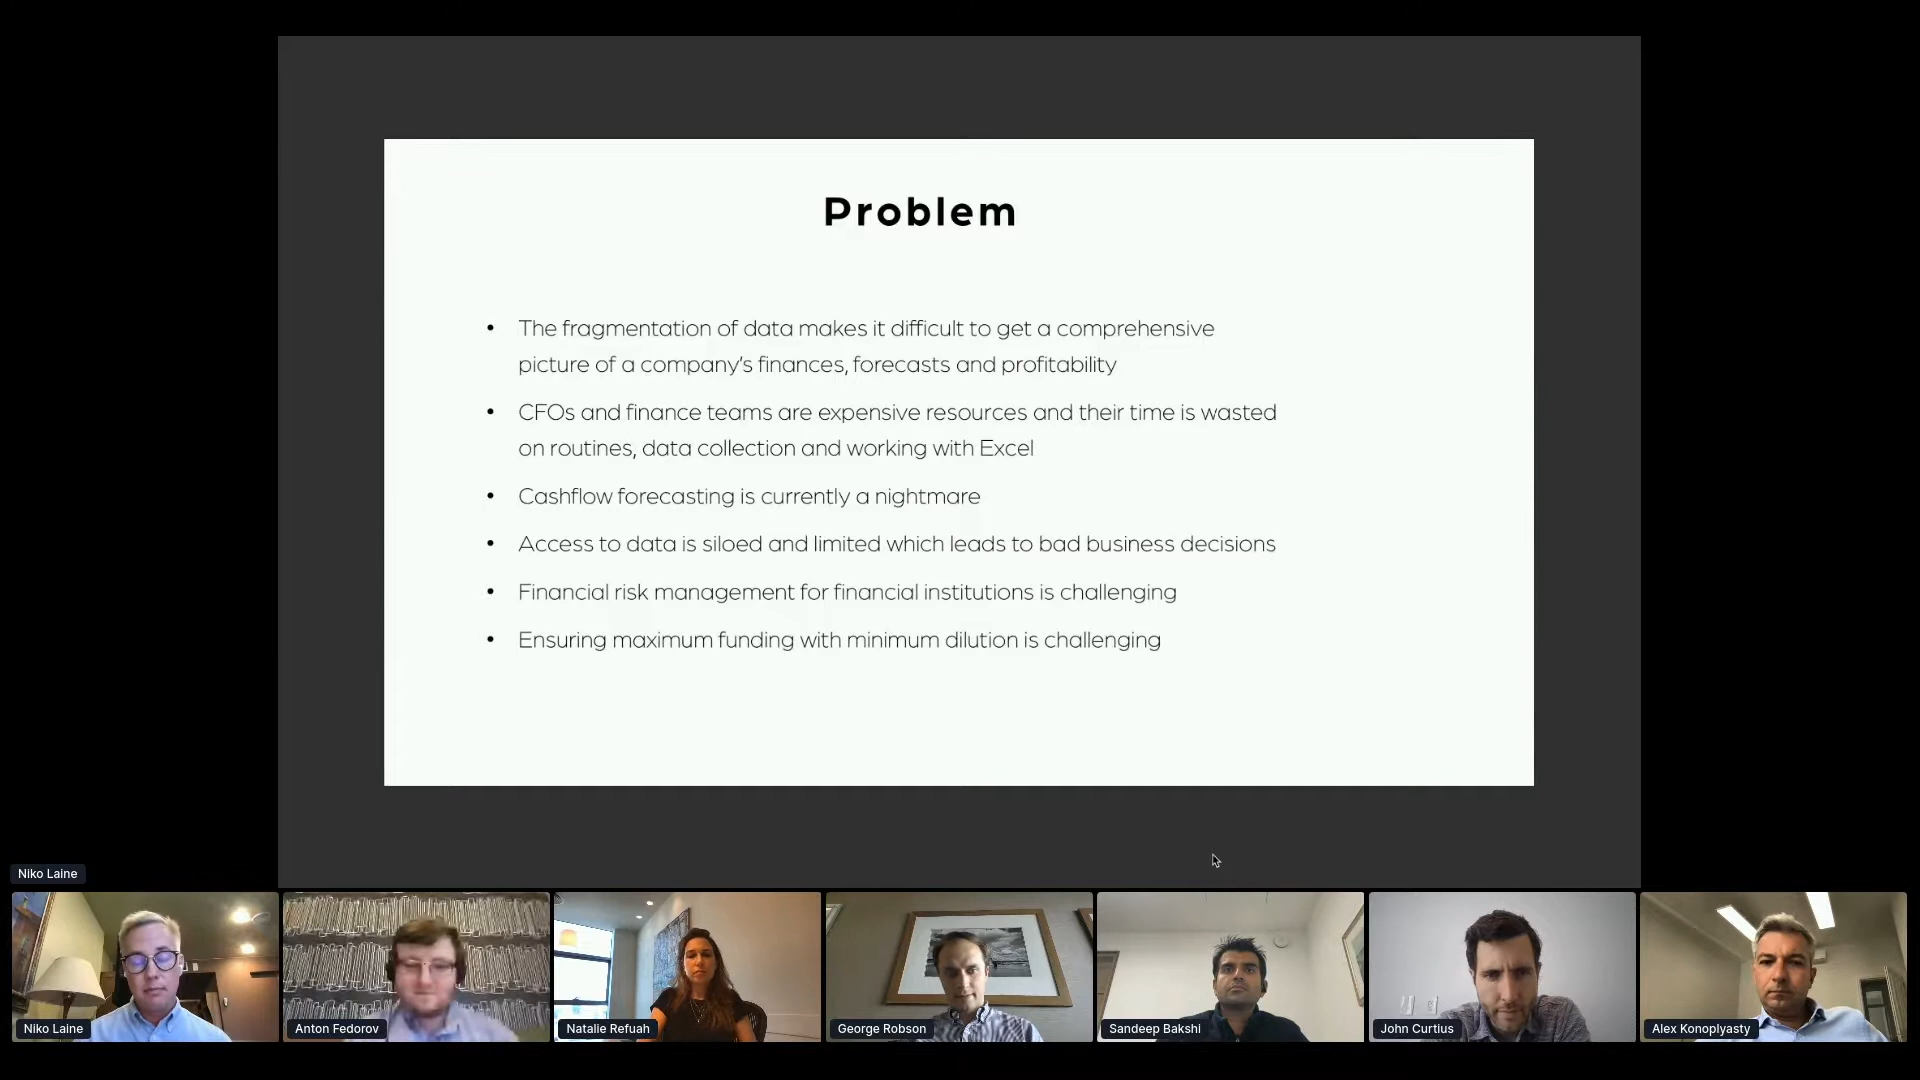 Problem
• The fragmentation of data makes it difficult to get a comprehensive
picture of a company's finances, forecasts and profitability
• CFOs and finance teams are expensive resources and their time is wasted
on routines, data collection and working with Excel
• Cashflow forecasting is currently a nightmare
• Access to data is siloed and limited which leads to bad business decisions
• Financial risk management for financial institutions is challenging
• Ensuring maximum funding with minimum dilution is challenging
Niko Laine
Niko Laine
Anton Fedorov
Natalie Refuah
George Robson
Sandeep Bakshi
John Curtius
Alex Konoplyasty